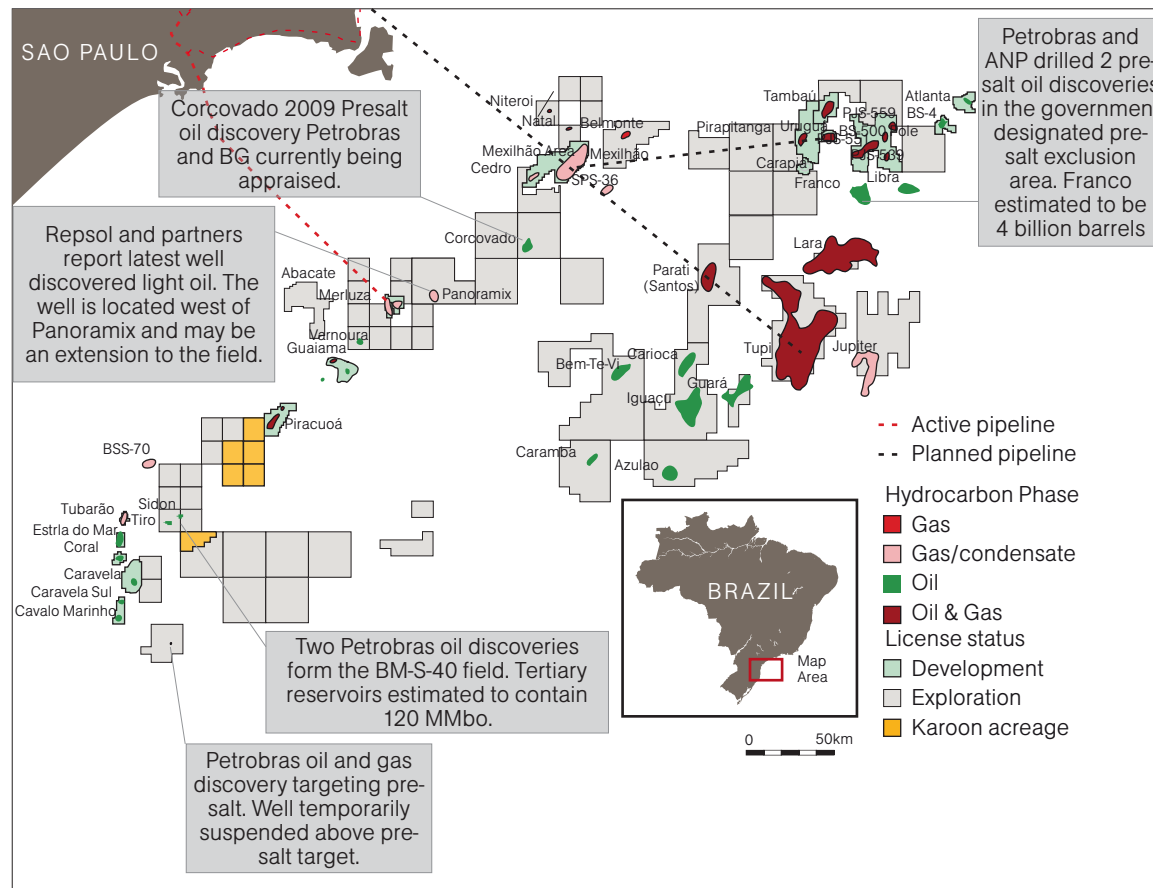 SAO PAULO
Petrobras and
ANP drilled 2 pre-
salt oil discoveries
in the government
designated pre-
salt exclusion
area. Franco
estimated to be
4 billion barrels
Corcovado 2009 Presalt
oil discovery Petrobras
and BG currently being
appraised.
Repsol and partners
report latest well
discovered light oil. The
well is located west of
Panoramix and may be
an extension to the field.
Niteroi
Natal
Belmonte
Mexilhão Area
Mexilhão
Cedro
SPS-36
Pirapitanga
Tambaú
Uruguá
Carapiá
PJS-559
BS-500
Pole
PJS-539
BS-4
Atlanta
Franco
Libra
Corcovado
Abacate
Merluza
Panoramix
Varnoura
Guaiama
Parati
(Santos)
Lara
Tupi
Jupiter
Bem-Te-Vi
Carioca
Guará
Iguaçu
Caramba
Azulao
Piracuoá
BSS-70
Tubarão
Sidon
Tiro
Estrla do Mar
Coral
Caravela
Caravela Sul
Cavalo Marinho
Two Petrobras oil discoveries
form the BM-S-40 field. Tertiary
reservoirs estimated to contain
120 MMbo.
Petrobras oil and gas
discovery targeting pre-
salt. Well temporarily
suspended above pre-
salt target.
BRAZIL
Map
Area
0 50km
Active pipeline
Planned pipeline
Hydrocarbon Phase
Gas
Gas/condensate
Oil
Oil & Gas
License status
Development
Exploration
Karoon acreage